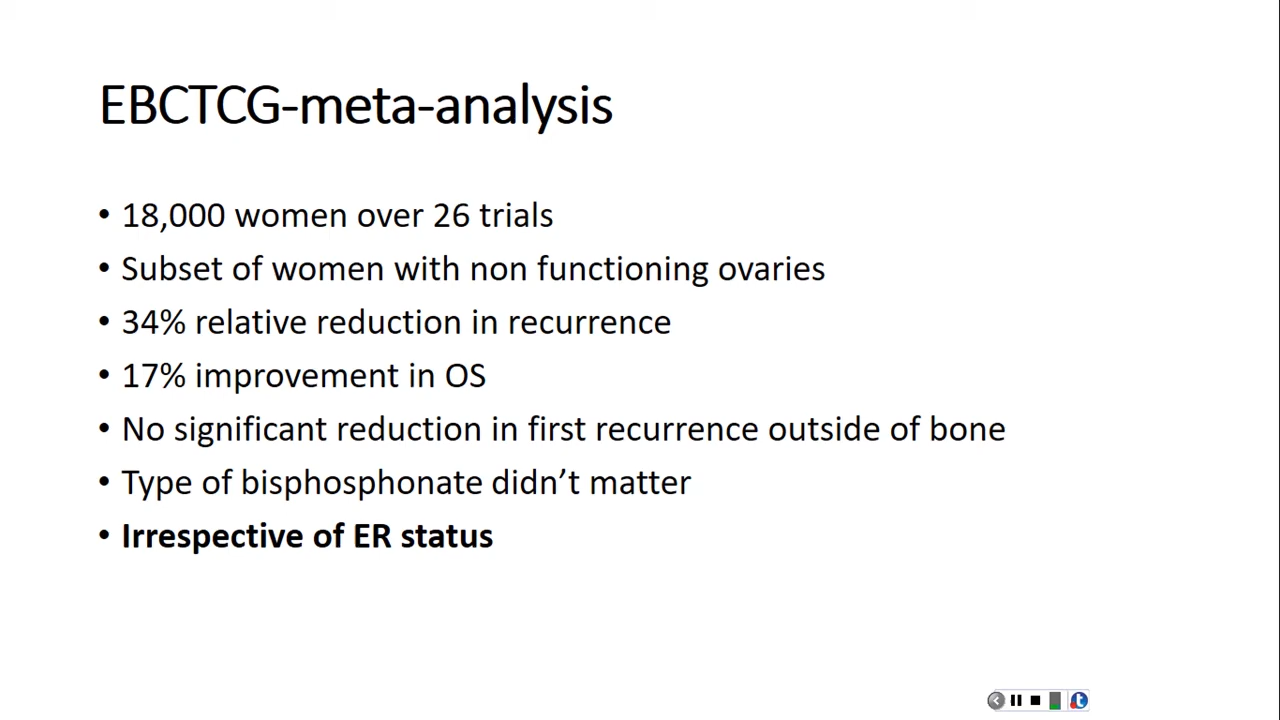 EBCTCG-meta-analysis
• 18,000 women over 26 trials
• Subset of women with non functioning ovaries
• 34% relative reduction in recurrence
• 17% improvement in OS
• No significant reduction in first recurrence outside of bone
• Type of bisphosphonate didn’t matter
• Irrespective of ER status
t